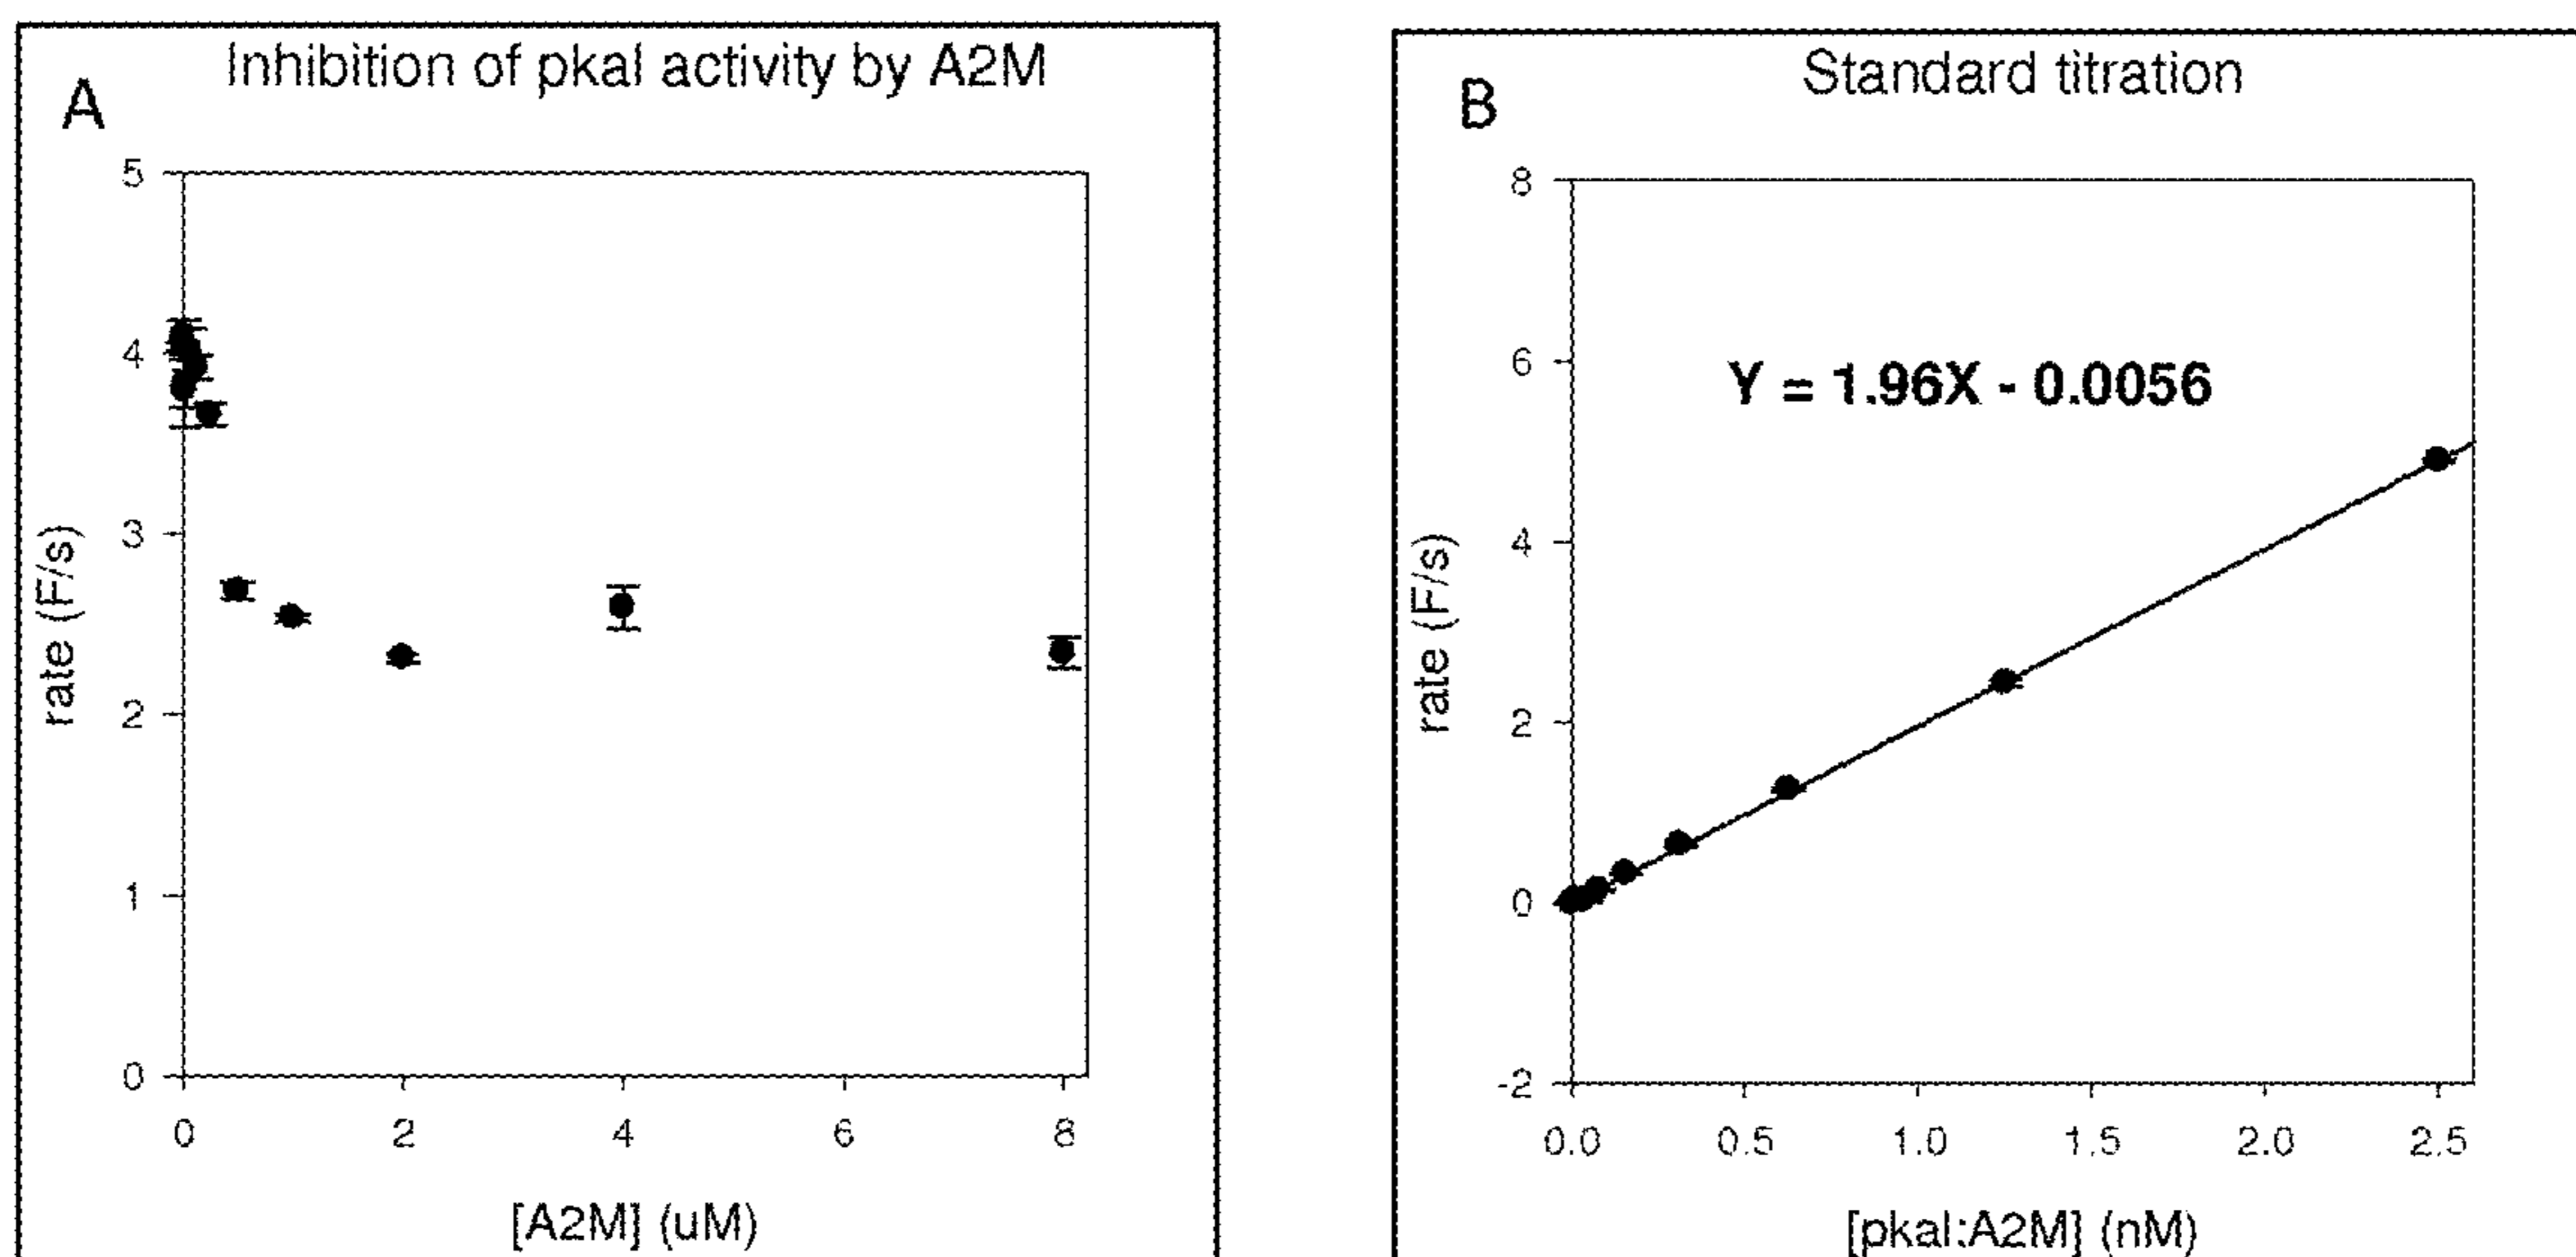 A
Inhibition of pkal activity by A2M
5
4
3
2
1
0
rate (F/s)
0 2 4 6 8
[A2M] (uM)
B
Standard titration
8
6
4
2
0
-2
Y = 1.96X - 0.0056
rate (F/s)
0.0 0.5 1.0 1.5 2.0 2.5
[pkal:A2M] (nM)